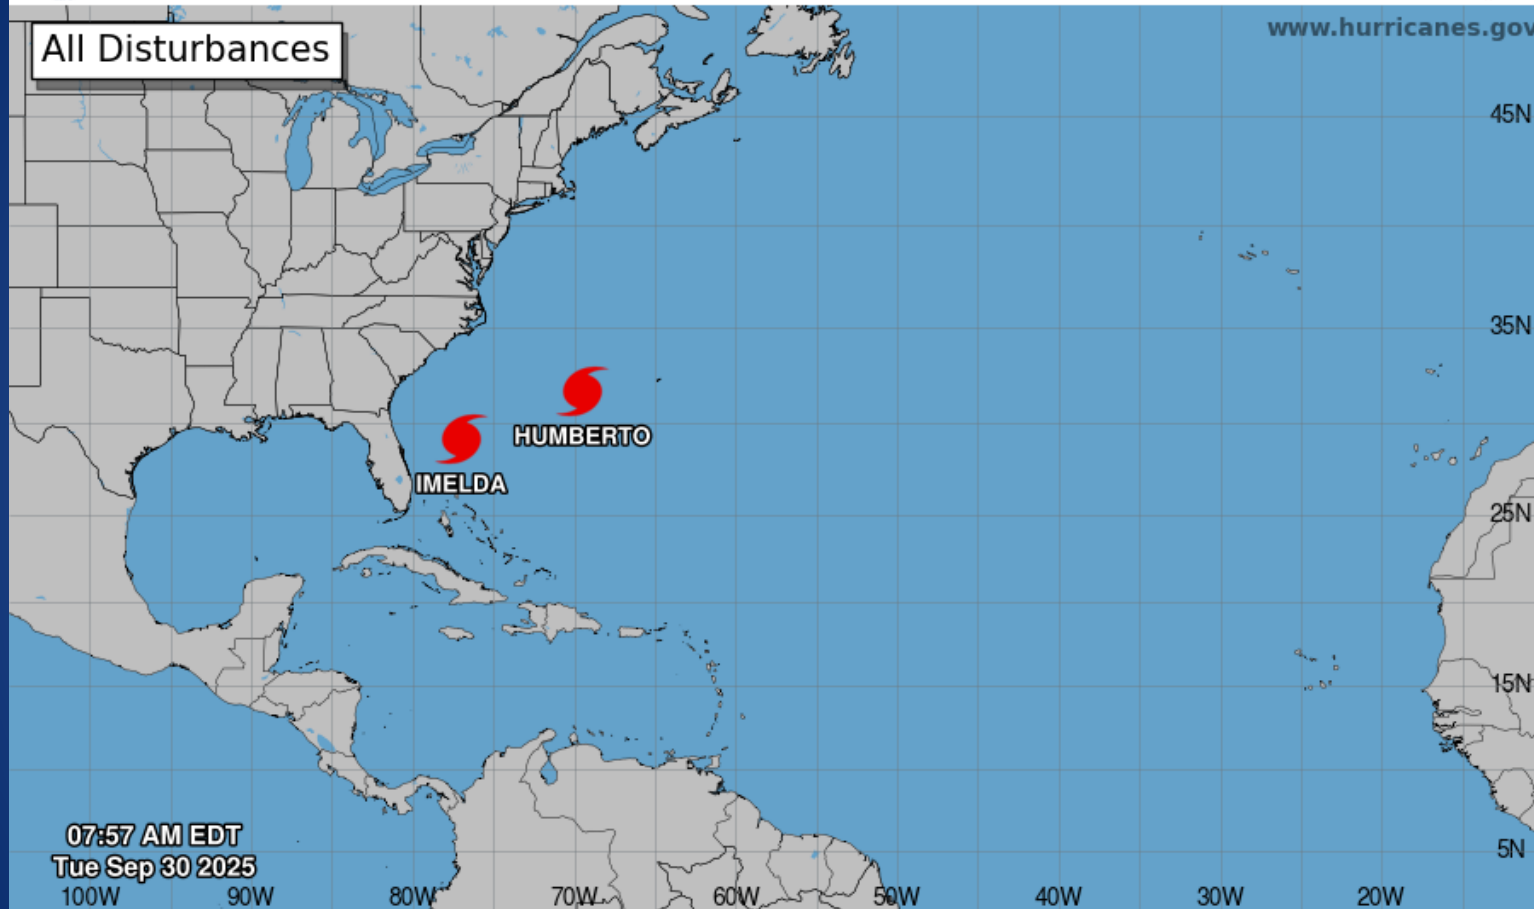 All Disturbances
www.hurricanes.gov
45N
35N
HUMBERTO
IMELDA
25N
15N
07:57 AM EDT
Tue Sep 30 2025
5N
100W 90W 80W 70W 60W 50W 40W 30W 20W